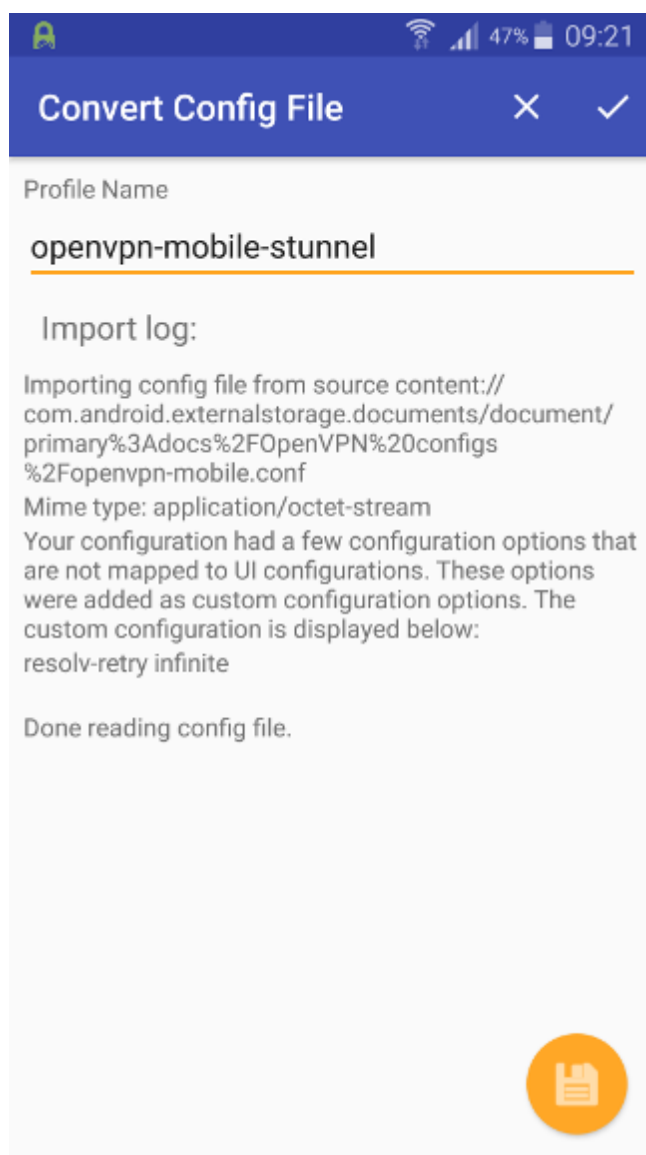 47% 09:21
Convert Config File
Profile Name
openvpn-mobile-stunnel
Import log:
Importing config file from source content://
com.android.externalstorage.documents/document/
primary%3Adocs%2FOpenVPN%20configs
%2Fopenvpn-mobile.conf
Mime type: application/octet-stream
Your configuration had a few configuration options that
are not mapped to UI configurations. These options
were added as custom configuration options. The
custom configuration is displayed below:
resolv-retry infinite
Done reading config file.